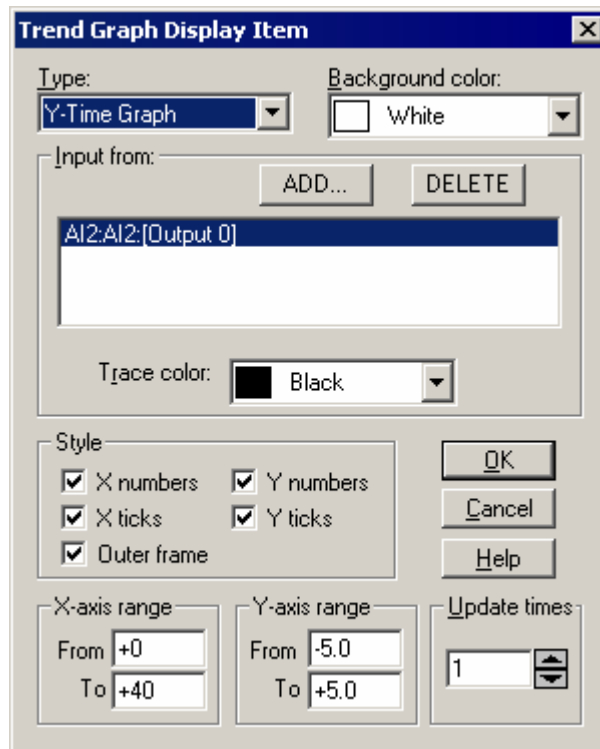 Trend Graph Display Item
Type: Background color:
Y-Time Graph White
Input from:
ADD... DELETE
AI2:AI2:[Output 0]
Trace color: Black
Style
X numbers Y numbers
X ticks Y ticks
Outer frame
OK
Cancel
Help
X-axis range
From +0
To +40
Y-axis range
From -5.0
To +5.0
Update times
1